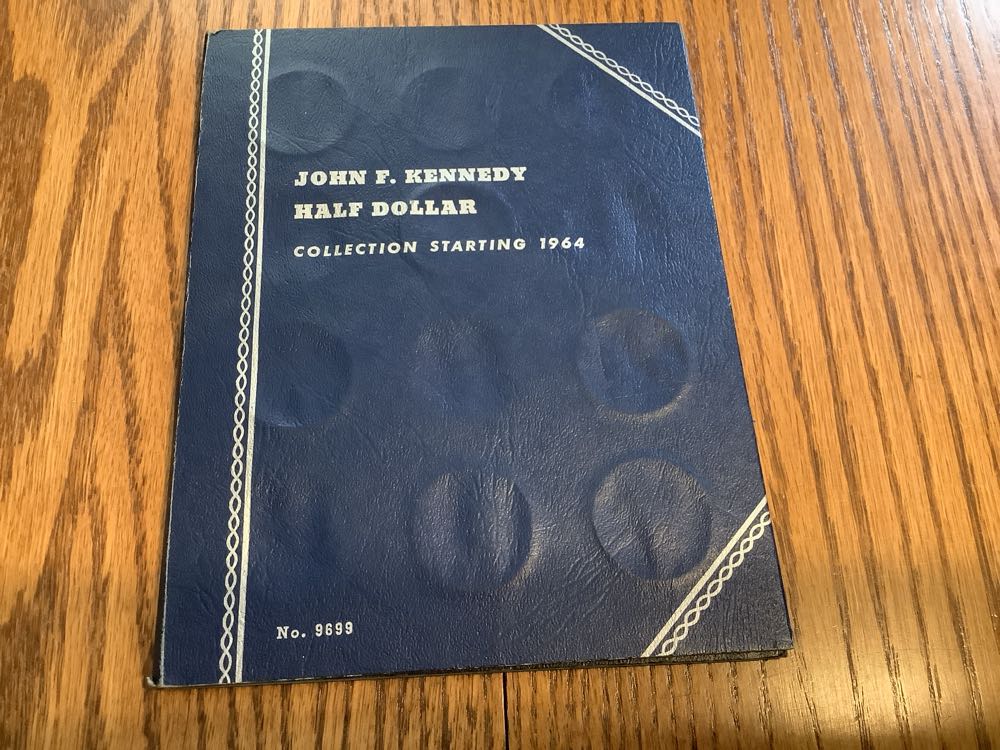 JOHN F. KENNEDY
HALF DOLLAR
COLLECTION STARTING 1964
No. 9699